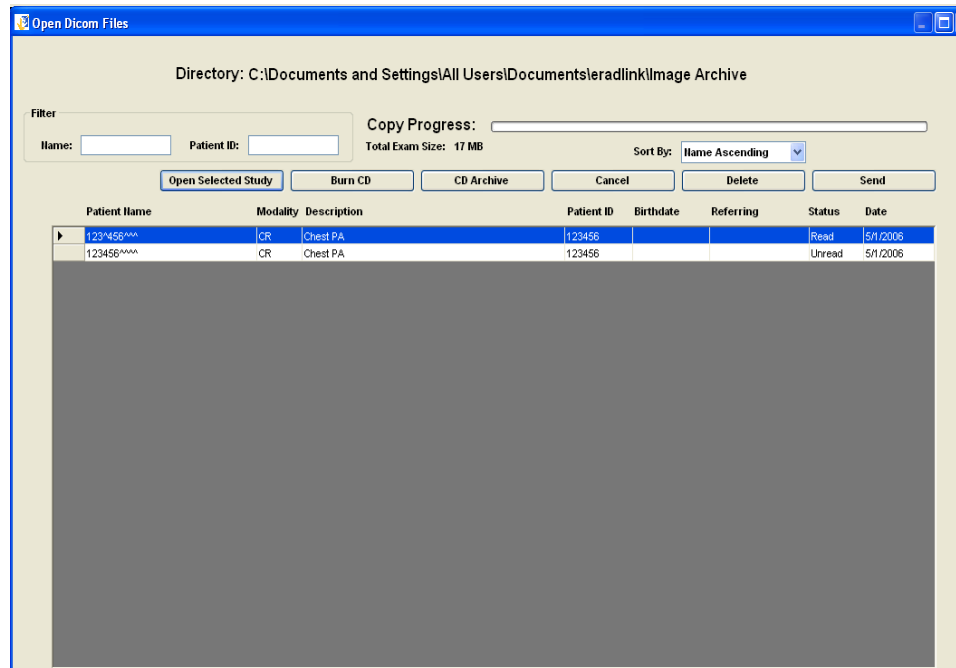 Open Dicom Files
Directory: C:\Documents and Settings\All Users\Documents\eradlink\Image Archive
Filter
Name:
Patient ID:
Copy Progress:
Total Exam Size: 17 MB
Sort By: Name Ascending
Open Selected Study Burn CD CD Archive Cancel Delete Send
Patient Name Modality Description Patient ID Birthdate Referring Status Date
123^456^^^ CR Chest PA 123456 Read 5/1/2006
123456^^^^ CR Chest PA 123456 Unread 5/1/2006